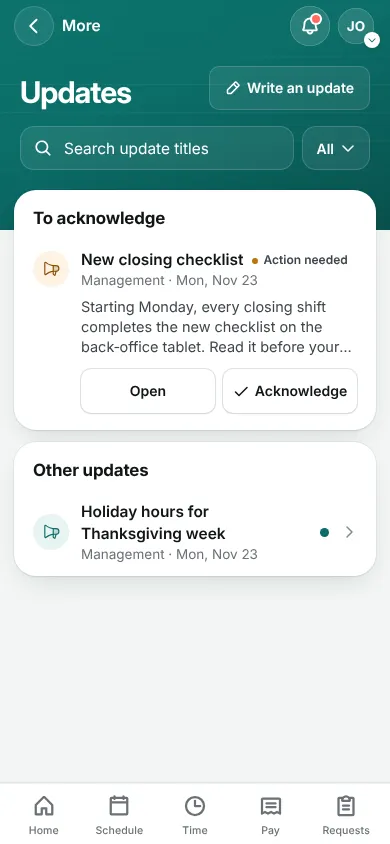 More
JO
Updates
Write an update
Search update titles
All
To acknowledge
New closing checklist
Action needed
Management · Mon, Nov 23
Starting Monday, every closing shift
completes the new checklist on the
back-office tablet. Read it before your...
Open
Acknowledge
Other updates
Holiday hours for
Thanksgiving week
Management · Mon, Nov 23
Home
Schedule
Time
Pay
Requests